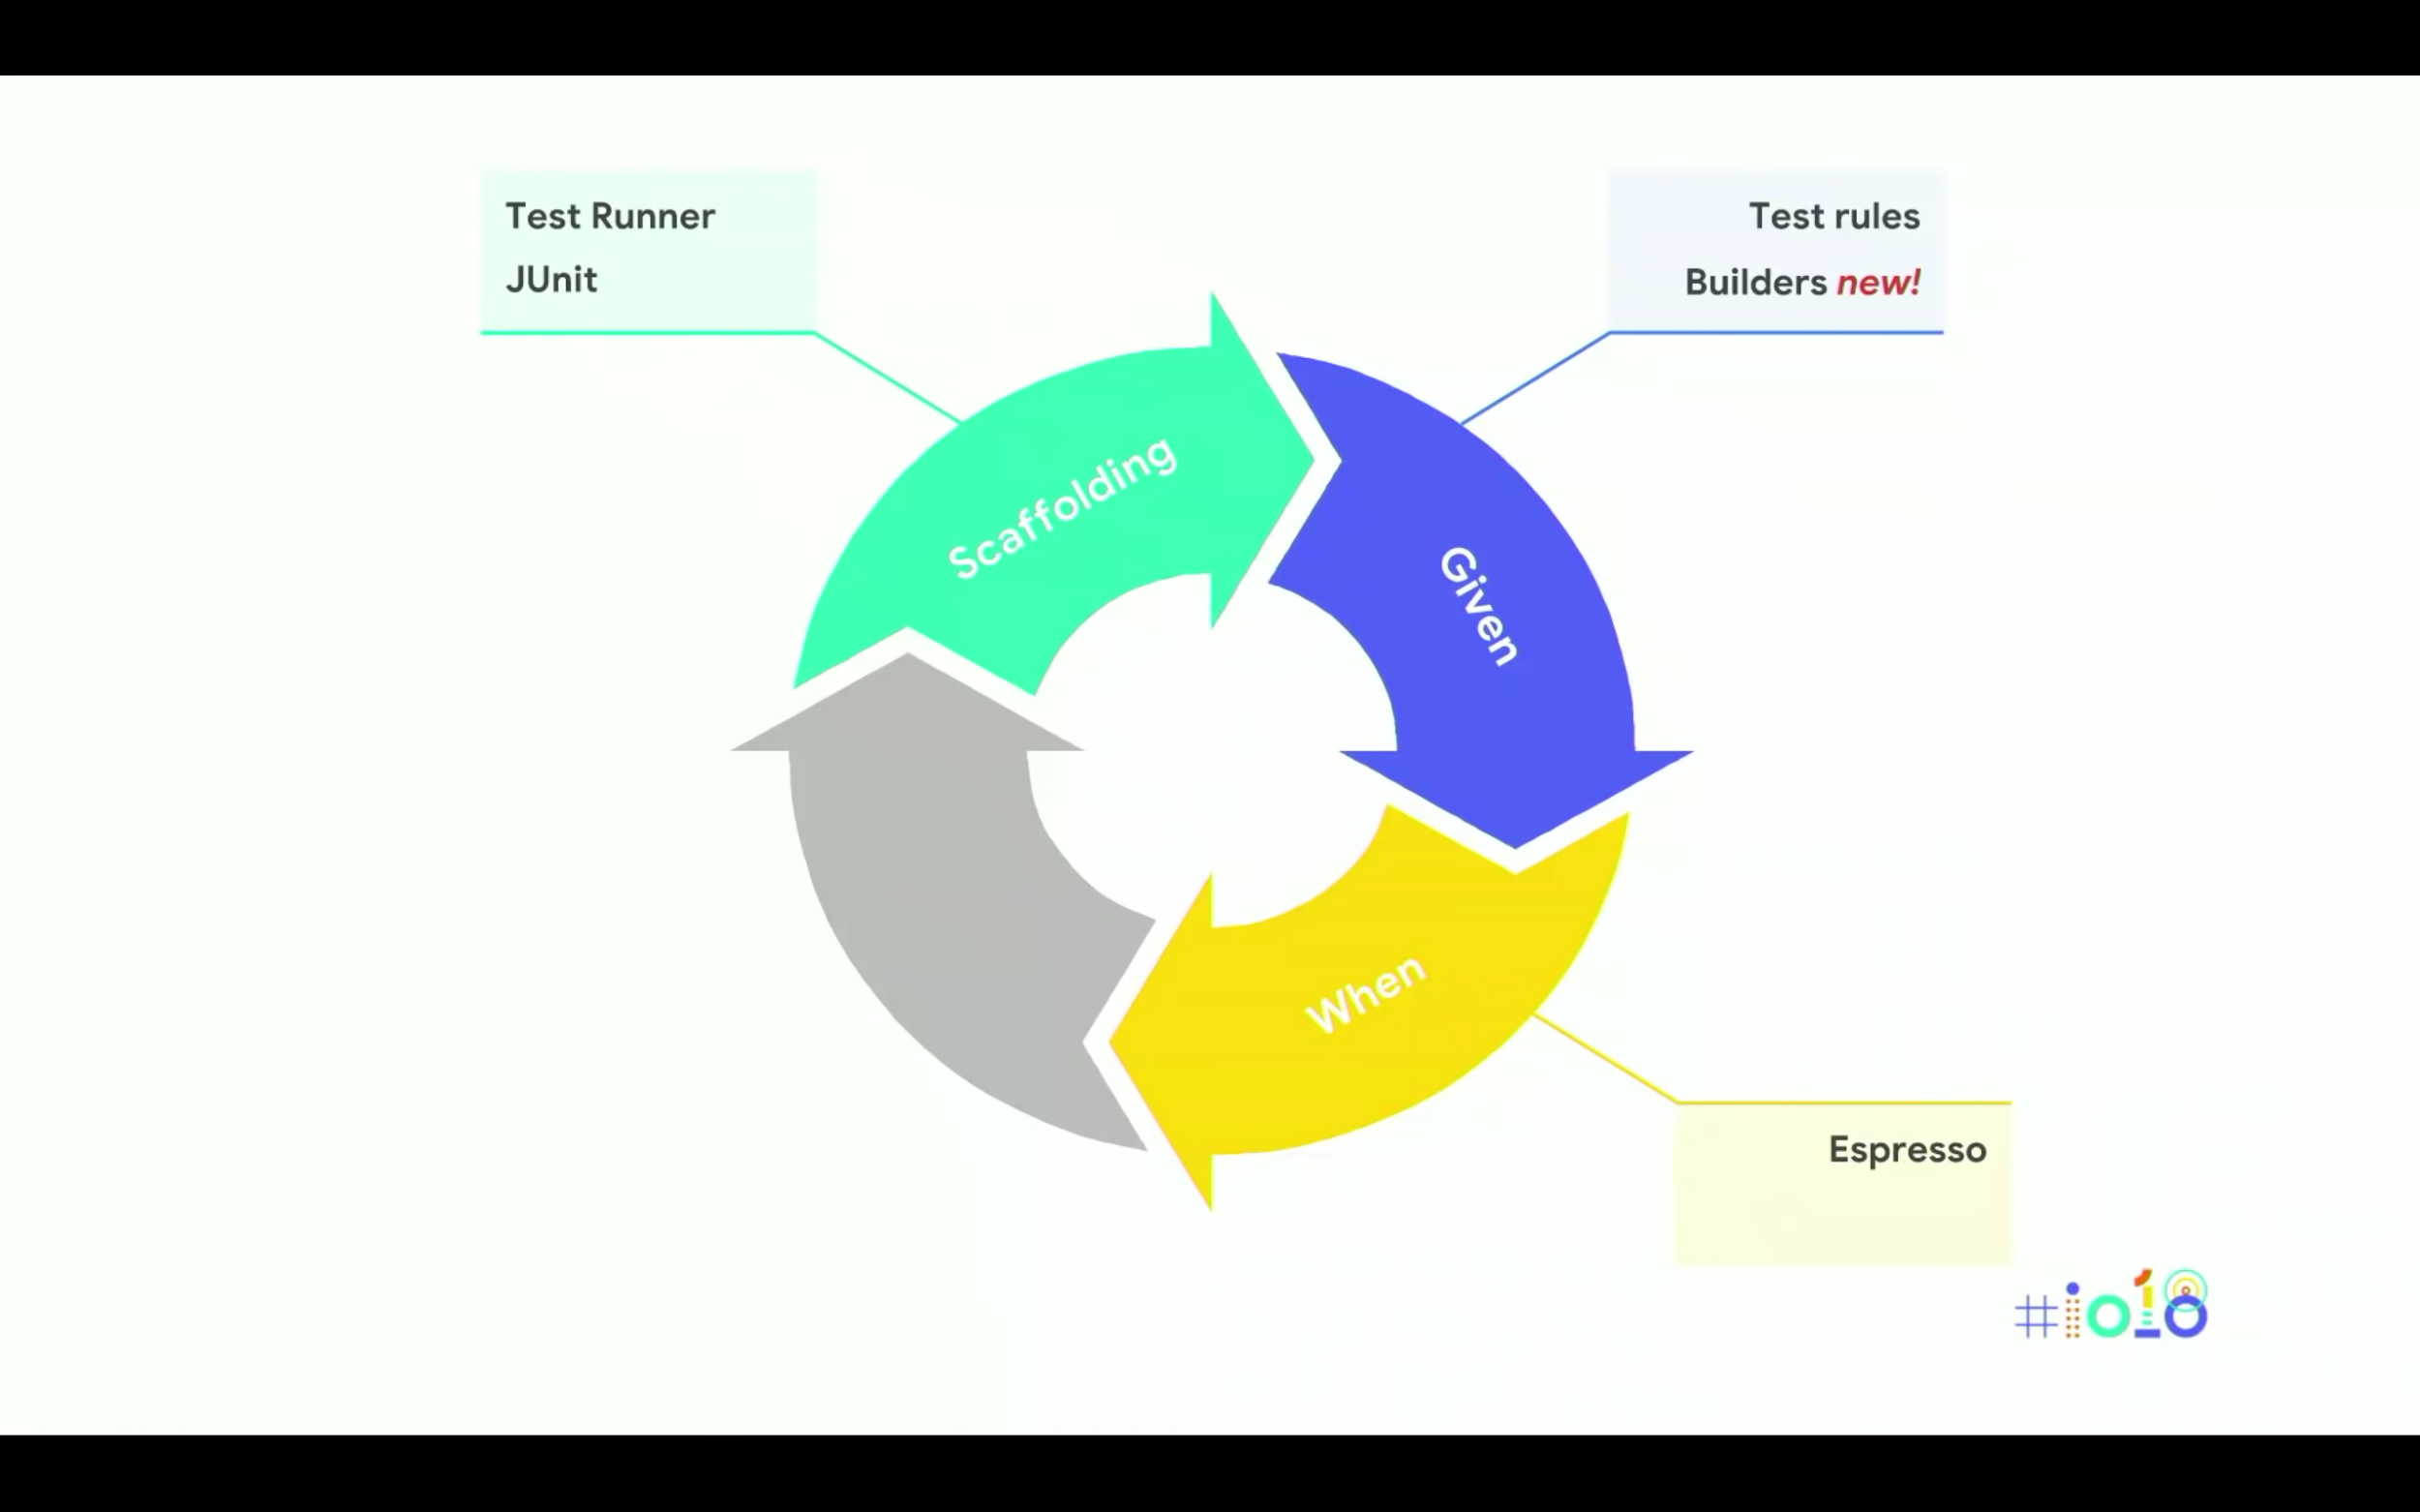 Test Runner
JUnit
Test rules
Builders new!
Scaffolding
Given
When
Espresso
#io18